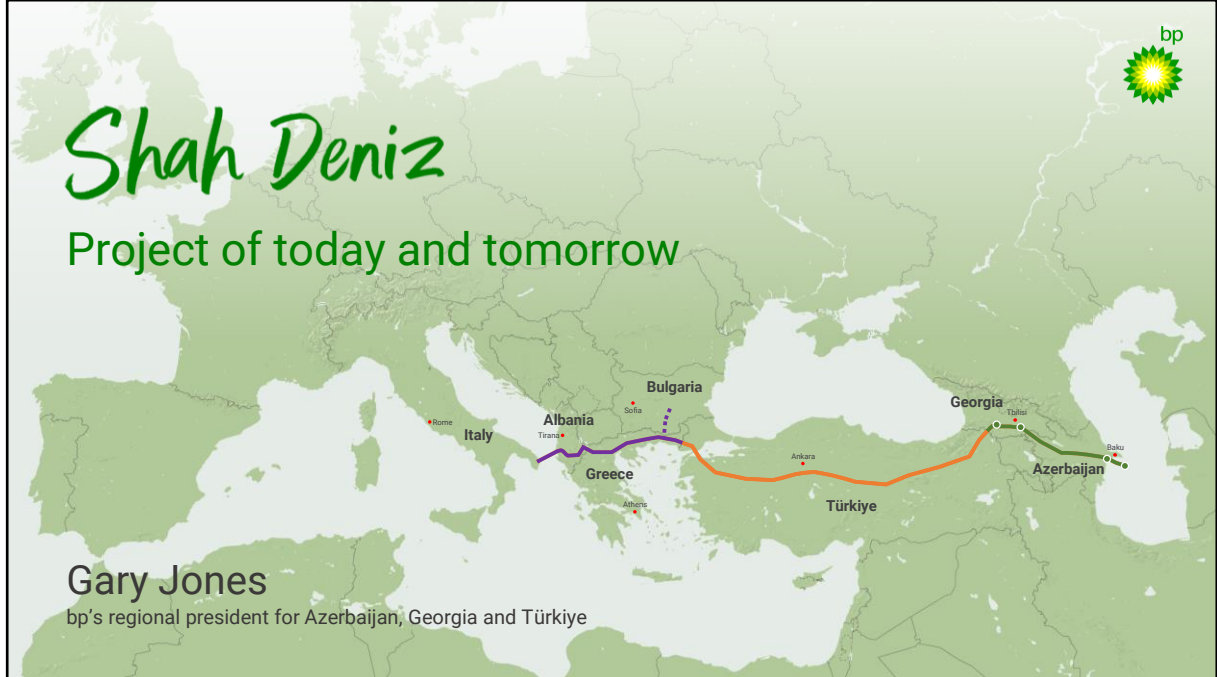 bp
Shah Deniz
Project of today and tomorrow
Bulgaria
Sofia
Georgia
Tbilisi
Albania
Tirana
Rome
Italy
Greece
Athens
Ankara
Türkiye
Baku
Azerbaijan
Gary Jones
bp's regional president for Azerbaijan, Georgia and Türkiye